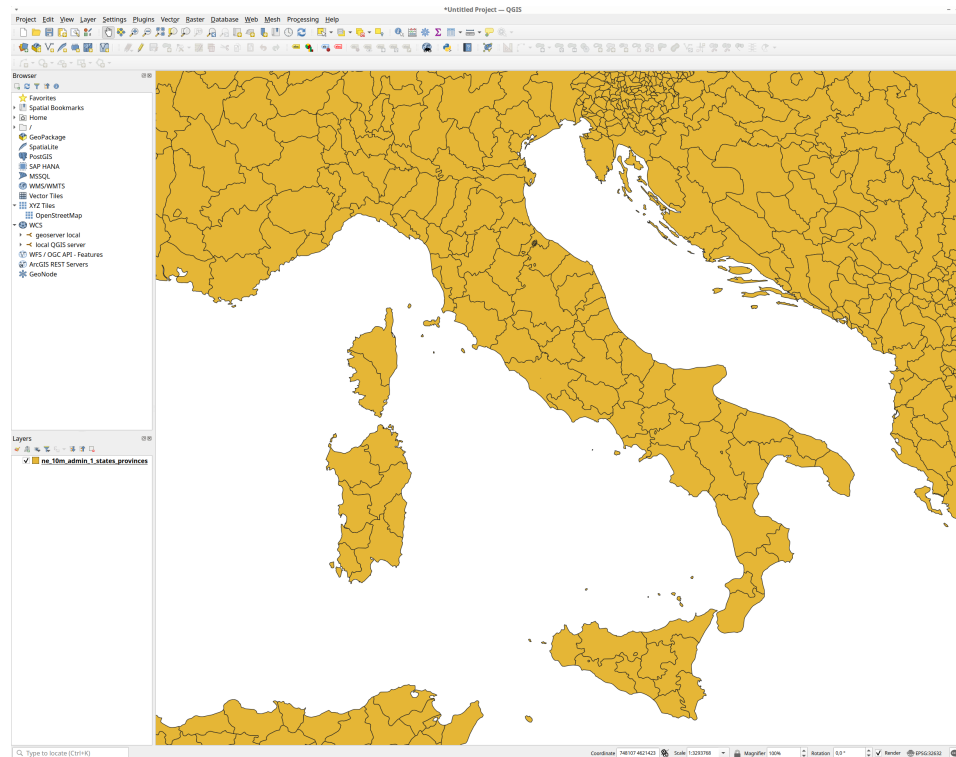 *Untitled Project — QGIS
Project Edit View Layer Settings Plugins Vector Raster Database Web Mesh Processing Help
Browser
Favorites
Spatial Bookmarks
Home
/
GeoPackage
SpatiaLite
PostGIS
SAP HANA
MSSQL
WMS/WMTS
Vector Tiles
XYZ Tiles
OpenStreetMap
WCS
geoserver local
local QGIS server
WFS / OGC API - Features
ArcGIS REST Servers
GeoNode
Layers
ne_10m_admin_1_states_provinces
Type to locate (Ctrl+K) Coordinate 748107 4621423 Scale 1:3203768 Magnifier 100% Rotation 0,0 ° Render EPSG:32632